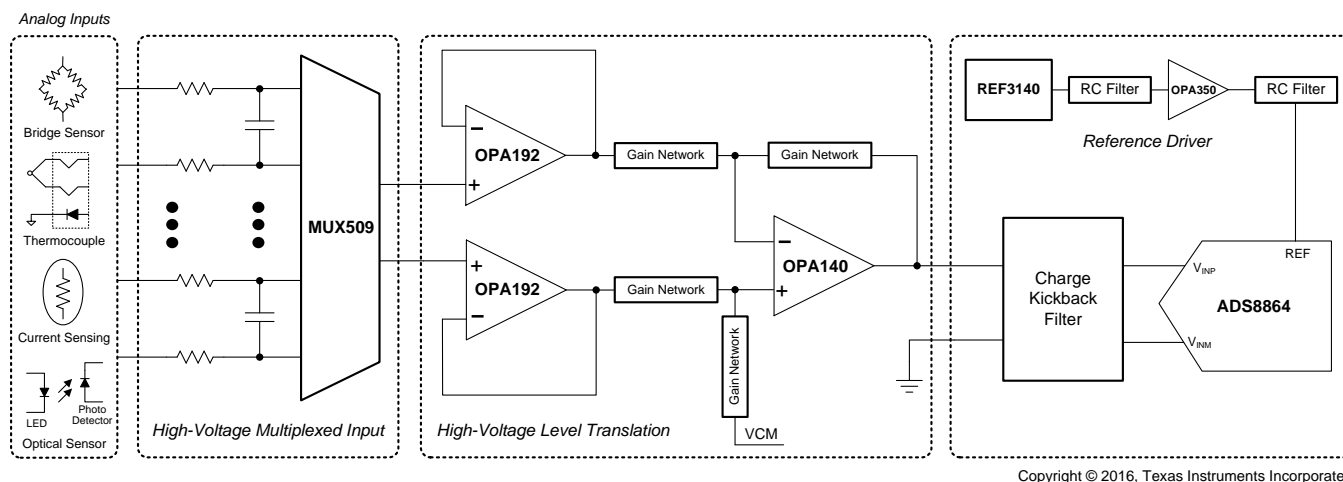 Analog Inputs
Bridge Sensor
Thermocouple
Current Sensing
LED
Photo
Detector
Optical Sensor
MUX509
High-Voltage Multiplexed Input
−
OPA192
+
+
OPA192
−
Gain Network
Gain Network
Gain Network
Gain Network
VCM
−
OPA140
+
High-Voltage Level Translation
REF3140
RC Filter
OPA350
RC Filter
Reference Driver
Charge
Kickback
Filter
VINP
VINM
REF
ADS8864
Copyright © 2016, Texas Instruments Incorporate